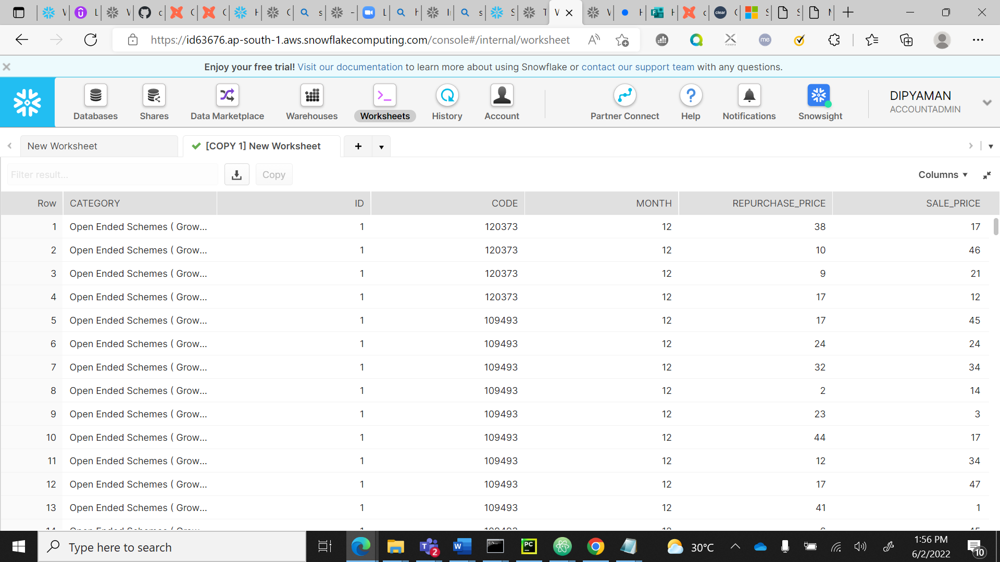 https://id63676.ap-south-1.aws.snowflakecomputing.com/console#/internal/worksheet
Enjoy your free trial! Visit our documentation to learn more about using Snowflake or contact our support team with any questions.
Databases Shares Data Marketplace Warehouses Worksheets History Account Partner Connect Help Notifications Snowsight
DIPYAMAN
ACCOUNTADMIN
New Worksheet [COPY 1] New Worksheet
Filter result... Copy Columns
Row CATEGORY ID CODE MONTH REPURCHASE_PRICE SALE_PRICE
1 Open Ended Schemes ( Grow... 1 120373 12 38 17
2 Open Ended Schemes ( Grow... 1 120373 12 10 46
3 Open Ended Schemes ( Grow... 1 120373 12 9 21
4 Open Ended Schemes ( Grow... 1 120373 12 17 12
5 Open Ended Schemes ( Grow... 1 109493 12 17 45
6 Open Ended Schemes ( Grow... 1 109493 12 24 24
7 Open Ended Schemes ( Grow... 1 109493 12 32 34
8 Open Ended Schemes ( Grow... 1 109493 12 2 14
9 Open Ended Schemes ( Grow... 1 109493 12 23 3
10 Open Ended Schemes ( Grow... 1 109493 12 44 17
11 Open Ended Schemes ( Grow... 1 109493 12 12 34
12 Open Ended Schemes ( Grow... 1 109493 12 17 47
13 Open Ended Schemes ( Grow... 1 109493 12 41 1
Type here to search
30°C
1:56 PM
6/2/2022
10